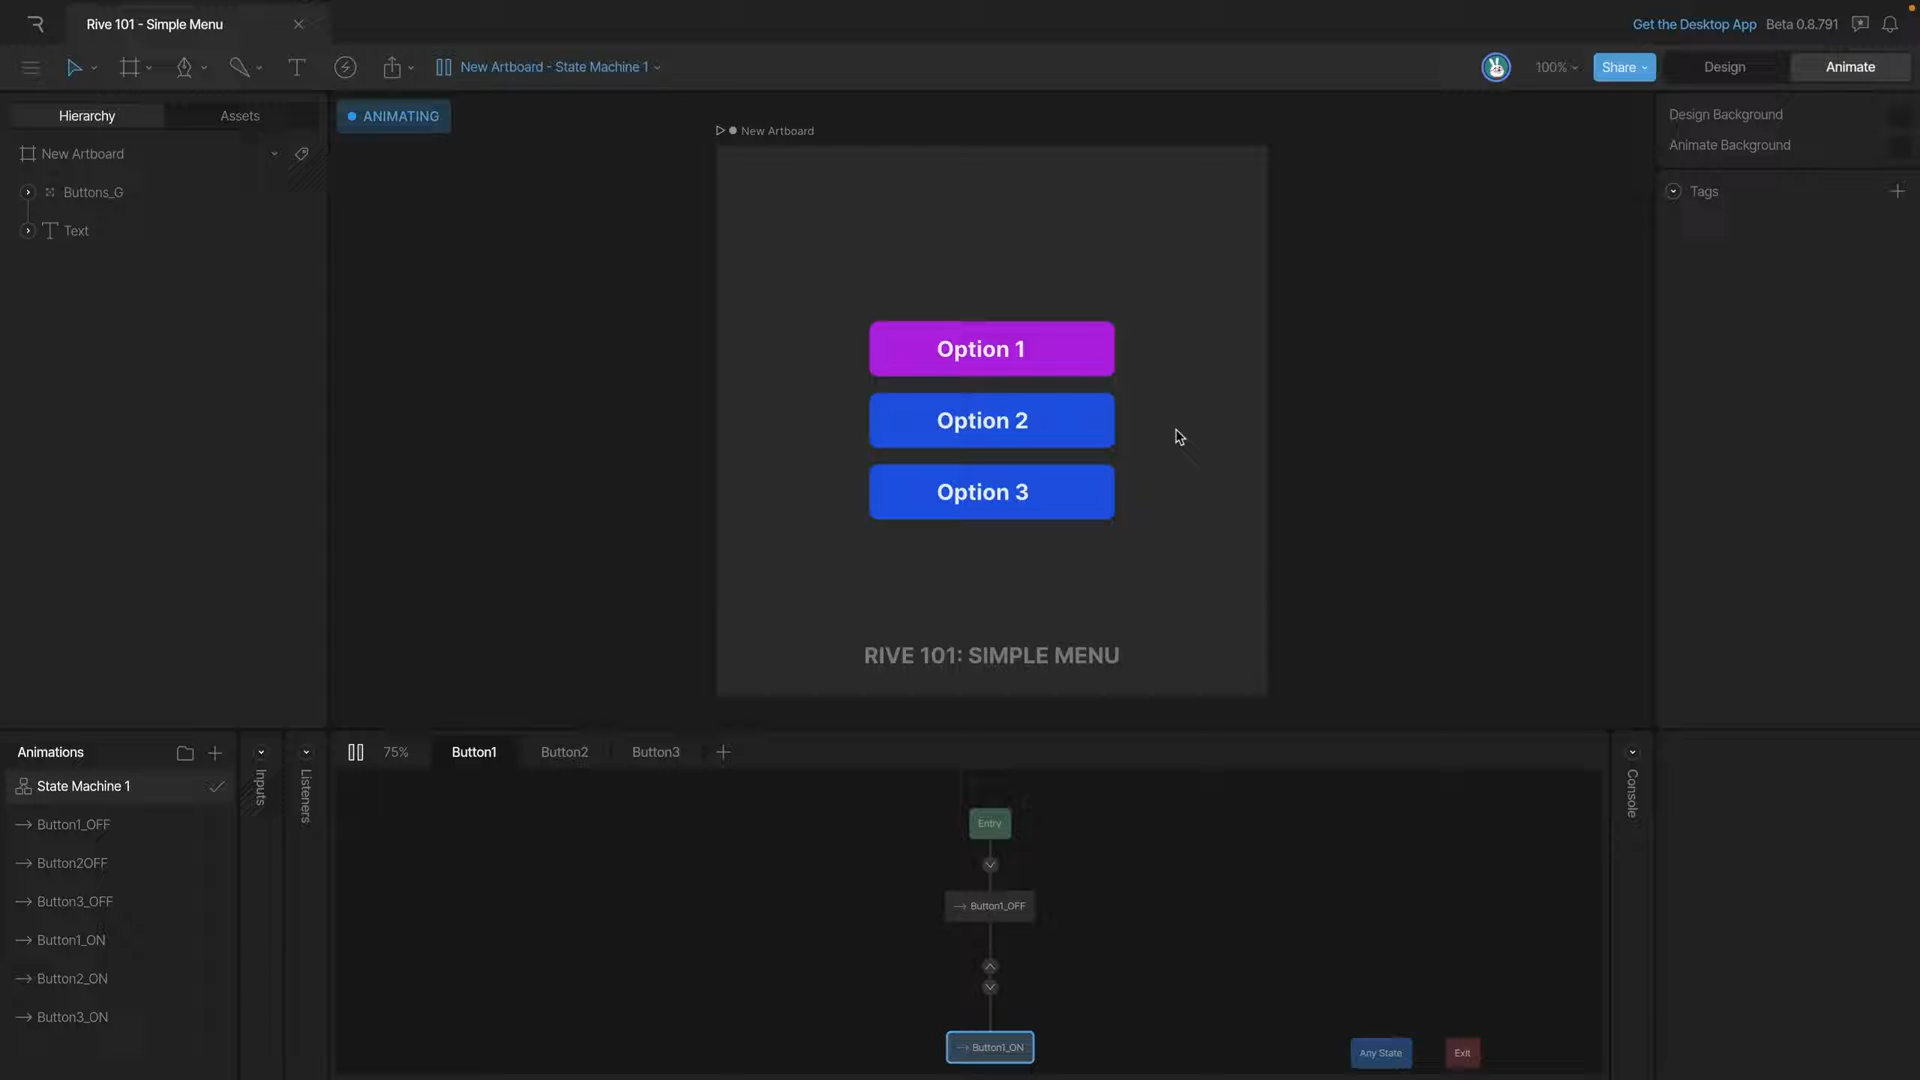 Rive 101 - Simple Menu
Get the Desktop App Beta 0.8.791
New Artboard - State Machine 1
100%
Share
Design
Animate
Hierarchy
Assets
ANIMATING
New Artboard
Buttons_G
Text
New Artboard
Option 1
Option 2
Option 3
RIVE 101: SIMPLE MENU
Design Background
Animate Background
Tags
Animations
State Machine 1
Button1_OFF
Button2OFF
Button3_OFF
Button1_ON
Button2_ON
Button3_ON
Inputs
Listeners
75%
Button1
Button2
Button3
Entry
Button1_OFF
Button1_ON
Any State
Exit
Console